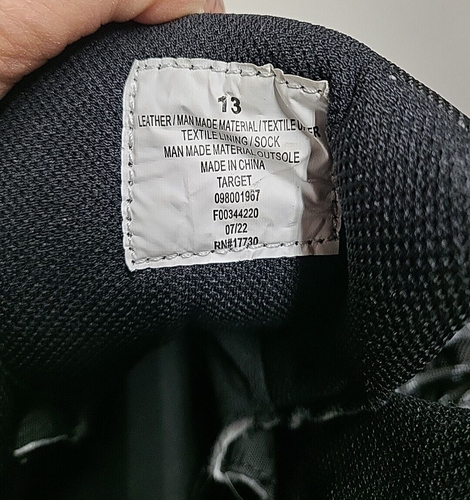 13
LEATHER / MAN MADE MATERIAL / TEXTILE
TEXTILE LINING / SOCK
MAN MADE MATERIAL OUTSOLE
MADE IN CHINA
TARGET
098001967
F00344220
07/22
RN#17730